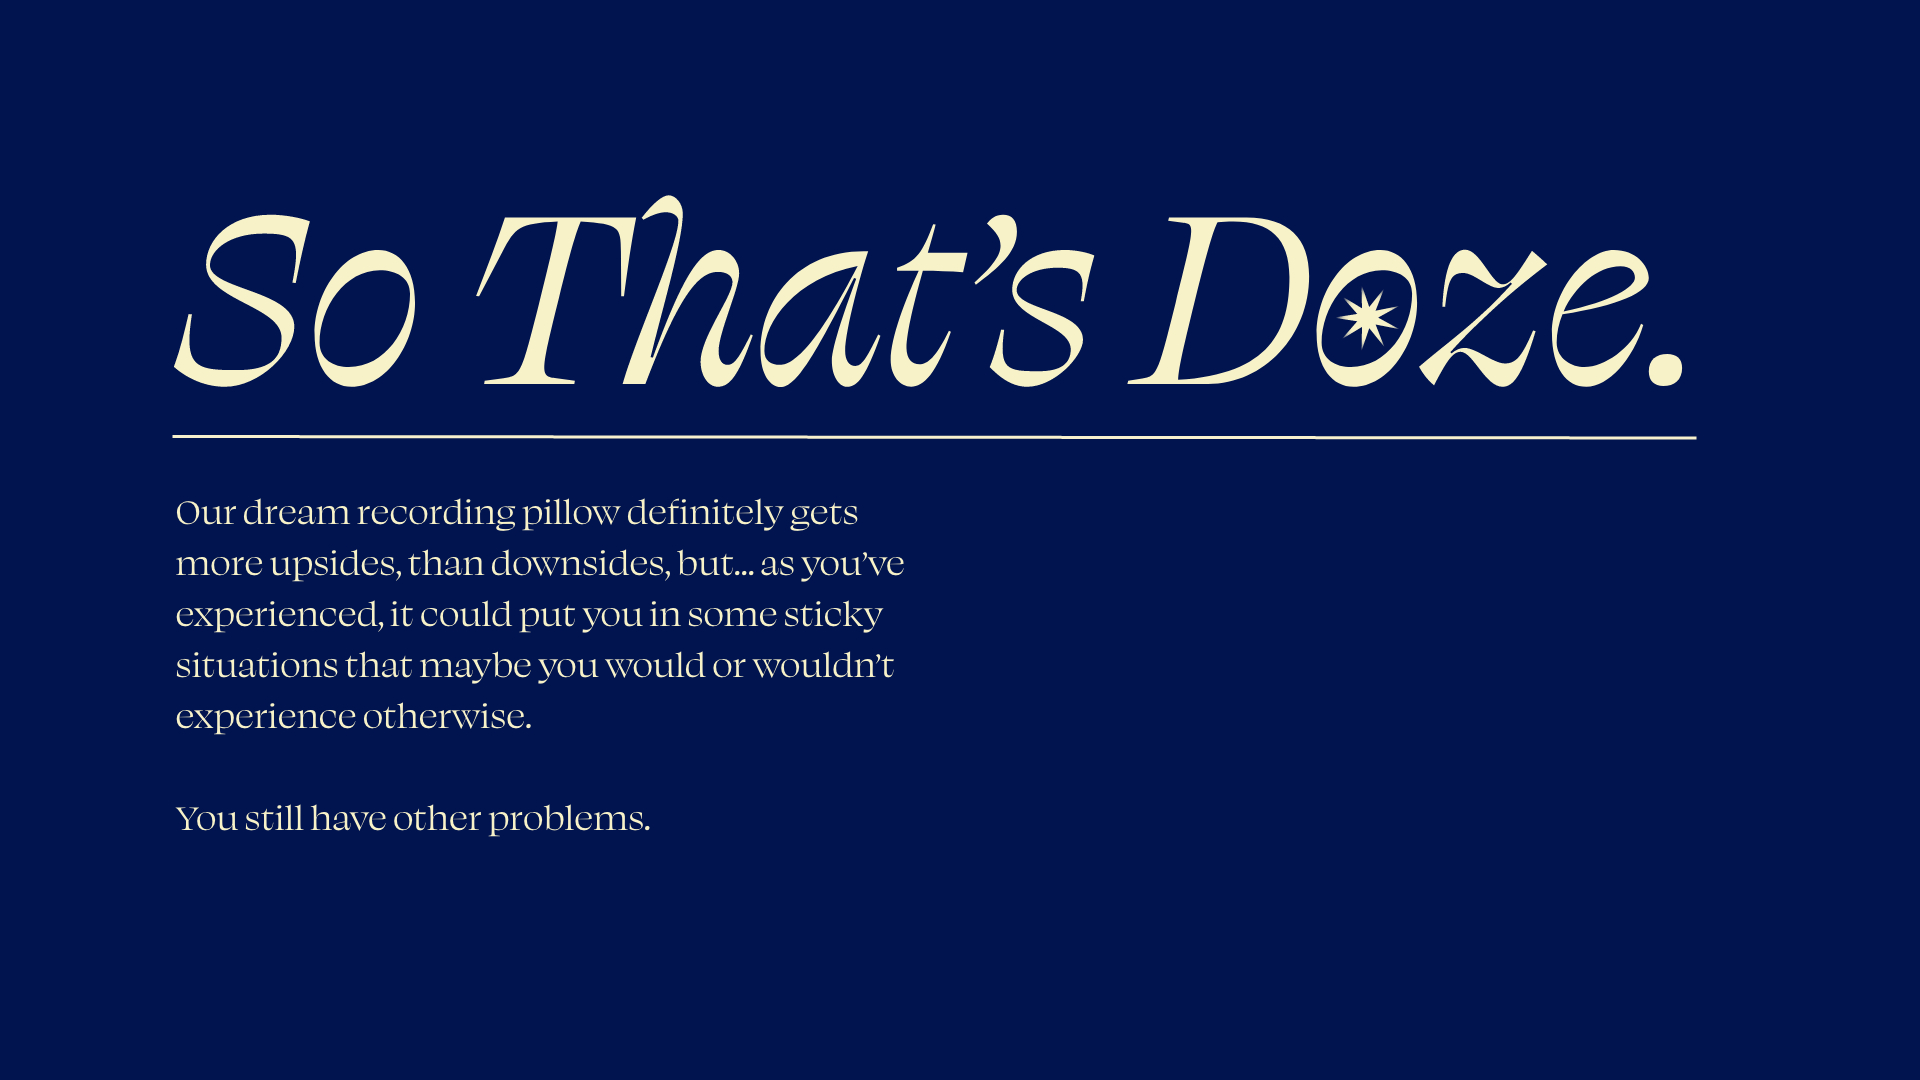 So That’s Doze.
Our dream recording pillow definitely gets
more upsides, than downsides, but... as you’ve
experienced, it could put you in some sticky
situations that maybe you would or wouldn’t
experience otherwise.
You still have other problems.